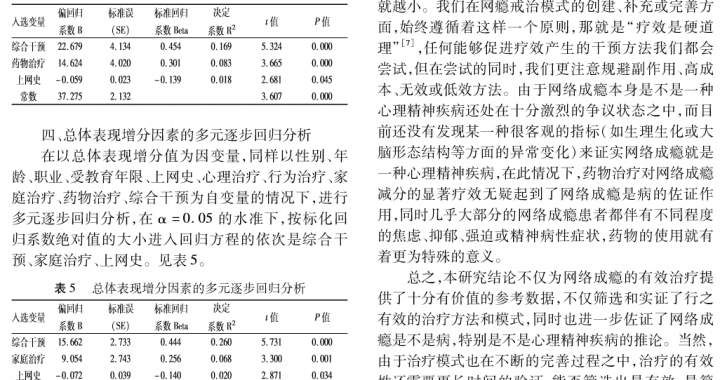 入选变量 偏回归系数 B 标准误(SE) 标准回归系数 Beta 决定系数 R² t 值 P 值
综合干预 22.679 4.134 0.454 0.169 5.324 0.000
药物治疗 14.624 4.020 0.301 0.083 3.665 0.000
上网史 -0.059 0.023 -0.139 0.018 2.681 0.045
常数 37.275 2.132 3.607 0.000
四、总体表现增分因素的多元逐步回归分析
在以总体表现增分值为因变量,同样以性别、年
龄、职业、受教育年限、上网史、心理治疗、行为治疗、家
庭治疗、药物治疗、综合干预为自变量的情况下,进行
多元逐步回归分析,在 α = 0.05 的水准下,按标化回
归系数绝对值的大小进入回归方程的依次是综合干
预、家庭治疗、上网史。见表 5。
表 5 总体表现增分因素的多元逐步回归分析
入选变量 偏回归系数 B 标准误(SE) 标准回归系数 Beta 决定系数 R² t 值 P 值
综合干预 15.662 2.733 0.444 0.260 5.731 0.000
家庭治疗 9.054 2.743 0.256 0.068 3.300 0.001
上网史 -0.072 0.039 -0.140 0.020 2.871 0.034
就越小。我们在网瘾戒治模式的创建、补充或完善方
面,始终遵循着这样一个原则,那就是“疗效是硬道
理”[7],任何能够促进疗效产生的干预方法我们都会
尝试,但在尝试的同时,我们更注意规避副作用、高成
本、无效或低效方法。由于网络成瘾本身是不是一种
心理精神疾病还处在十分激烈的争议状态之中,而目
前还没有发现某一种很客观的指标(如生理生化或大
脑形态结构等方面的异常变化)来证实网络成瘾就是
一种心理精神疾病,在此情况下,药物治疗对网络成瘾
减分的显著疗效无疑起到了网络成瘾是病的佐证作
用,同时几乎大部分的网络成瘾患者都伴有不同程度
的焦虑、抑郁、强迫或精神病性症状,药物的使用就有
着更为特殊的意义。
总之,本研究结论不仅为网络成瘾的有效治疗提
供了十分有价值的参考数据,不仅筛选和实证了行之
有效的治疗方法和模式,同时也进一步佐证了网络成
瘾是不是病,特别是不是心理精神疾病的推论。当然,
由于治疗模式也在不断的完善过程之中,治疗的有效